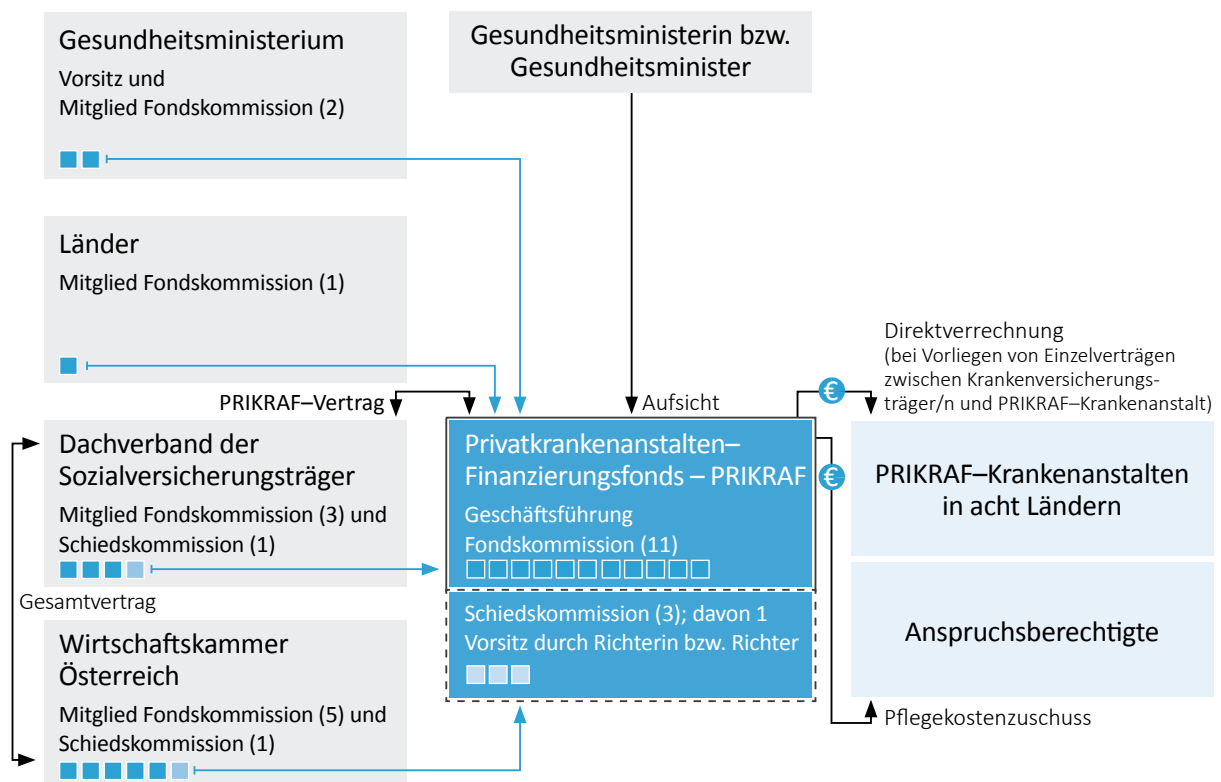 Gesundheitsministerium
Vorsitz und
Mitglied Fondskommission (2)
Gesundheitsministerin bzw.
Gesundheitsminister
Länder
Mitglied Fondskommission (1)
PRIKRAF–Vertrag
Aufsicht
Direktverrechnung
(bei Vorliegen von Einzelverträgen
zwischen Krankenversicherungs-
träger/n und PRIKRAF–Krankenanstalt)
€
Dachverband der
Sozialversicherungsträger
Mitglied Fondskommission (3) und
Schiedskommission (1)
Gesamtvertrag
Wirtschaftskammer
Österreich
Mitglied Fondskommission (5) und
Schiedskommission (1)
Privatkrankenanstalten–
Finanzierungsfonds – PRIKRAF
Geschäftsführung
Fondskommission (11)
Schiedskommission (3); davon 1
Vorsitz durch Richterin bzw. Richter
€
PRIKRAF–Krankenanstalten
in acht Ländern
Anspruchsberechtigte
Pflegekostenzuschuss